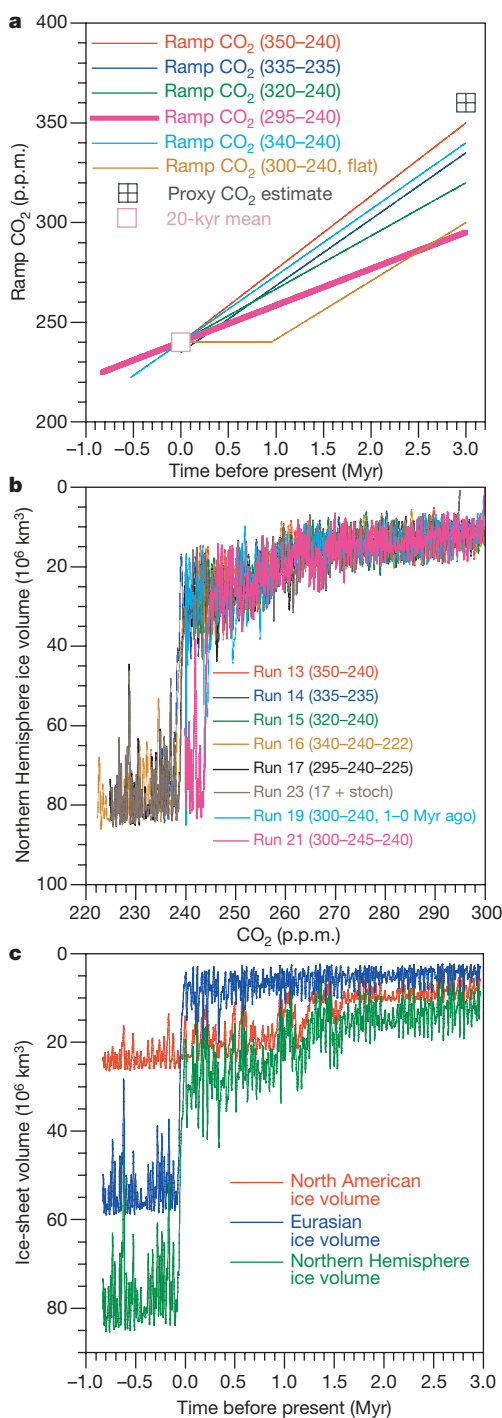 a
400
350
300
250
200
Ramp CO2 (p.p.m.)
Ramp CO2 (350–240)
Ramp CO2 (335–235)
Ramp CO2 (320–240)
Ramp CO2 (295–240)
Ramp CO2 (340–240)
Ramp CO2 (300–240, flat)
Proxy CO2 estimate
20-kyr mean
–1.0 –0.5 0.0 0.5 1.0 1.5 2.0 2.5 3.0
Time before present (Myr)
b
0
20
40
60
80
100
Northern Hemisphere ice volume (10⁶ km³)
Run 13 (350–240)
Run 14 (335–235)
Run 15 (320–240)
Run 16 (340–240–222)
Run 17 (295–240–225)
Run 23 (17 + stoch)
Run 19 (300–240, 1–0 Myr ago)
Run 21 (300–245–240)
220 230 240 250 260 270 280 290 300
CO2 (p.p.m.)
c
0
20
40
60
80
Ice-sheet volume (10⁶ km³)
North American
ice volume
Eurasian
ice volume
Northern Hemisphere
ice volume
–1.0 –0.5 0.0 0.5 1.0 1.5 2.0 2.5 3.0
Time before present (Myr)